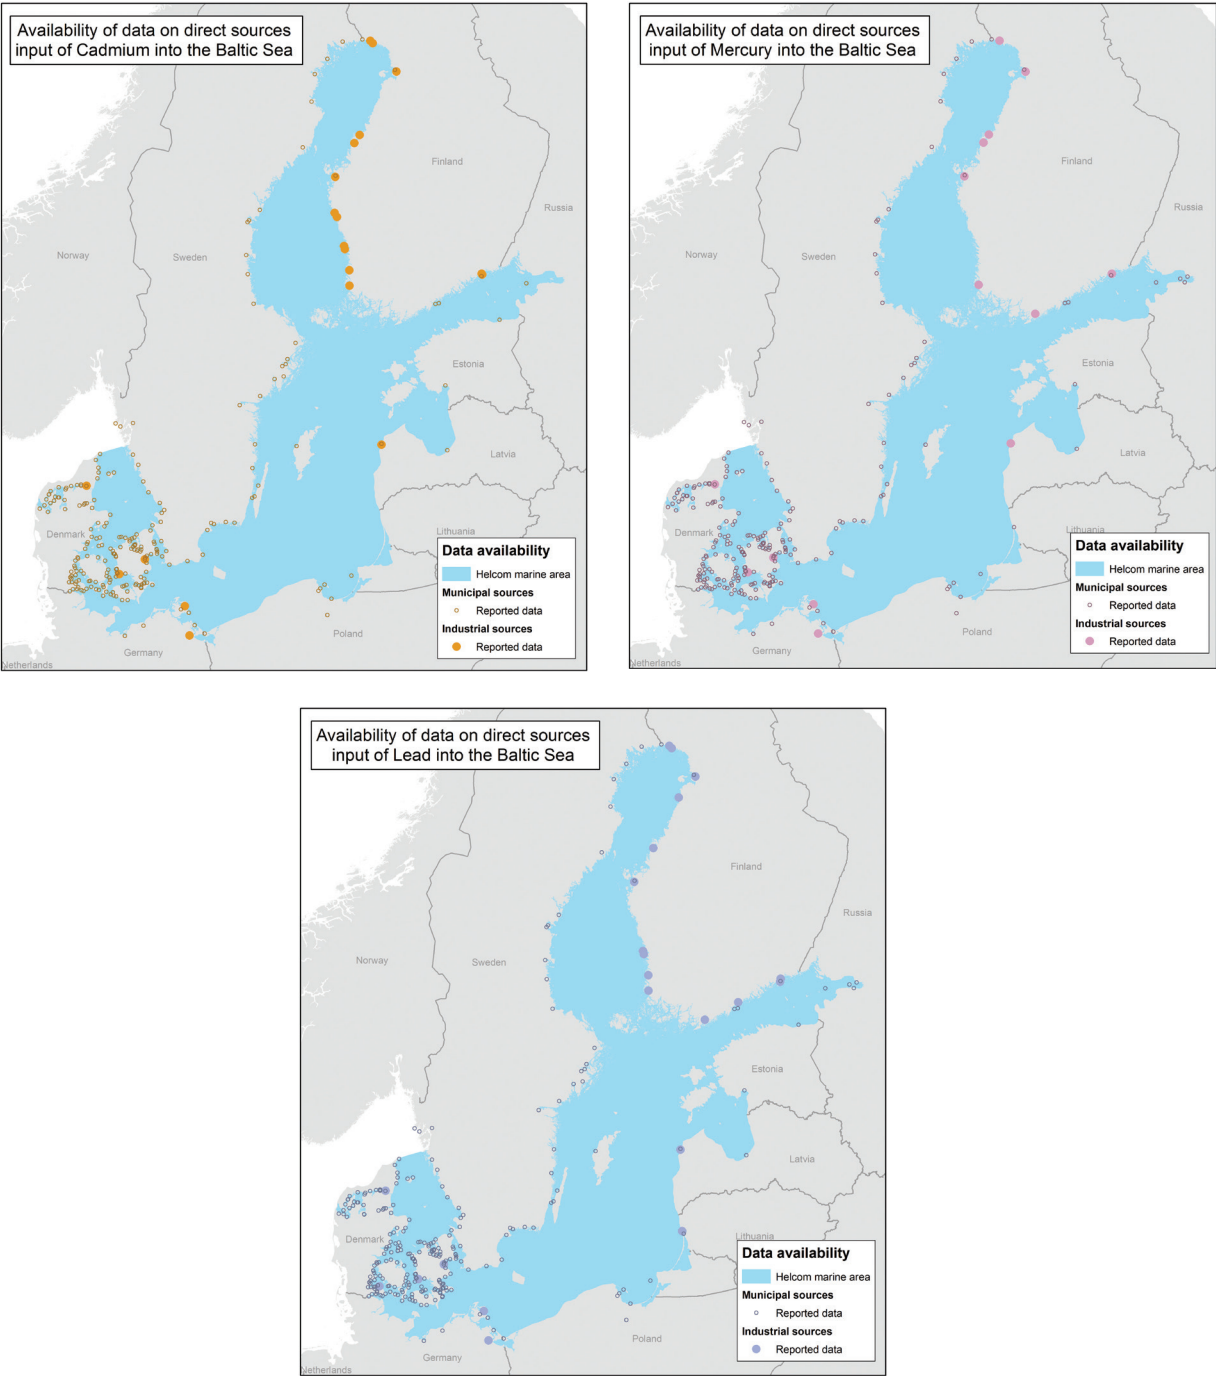 Availability of data on direct sources
input of Cadmium into the Baltic Sea
Finland
Russia
Norway
Sweden
Estonia
Latvia
Lithuania
Denmark
Data availability
Helcom marine area
Municipal sources
Reported data
Industrial sources
Reported data
Poland
Germany
Netherlands
Availability of data on direct sources
input of Mercury into the Baltic Sea
Finland
Russia
Norway
Sweden
Estonia
Latvia
Lithuania
Denmark
Data availability
Helcom marine area
Municipal sources
Reported data
Industrial sources
Reported data
Poland
Germany
Netherlands
Availability of data on direct sources
input of Lead into the Baltic Sea
Finland
Russia
Norway
Sweden
Estonia
Latvia
Lithuania
Denmark
Data availability
Helcom marine area
Municipal sources
Reported data
Industrial sources
Reported data
Poland
Germany
Netherlands